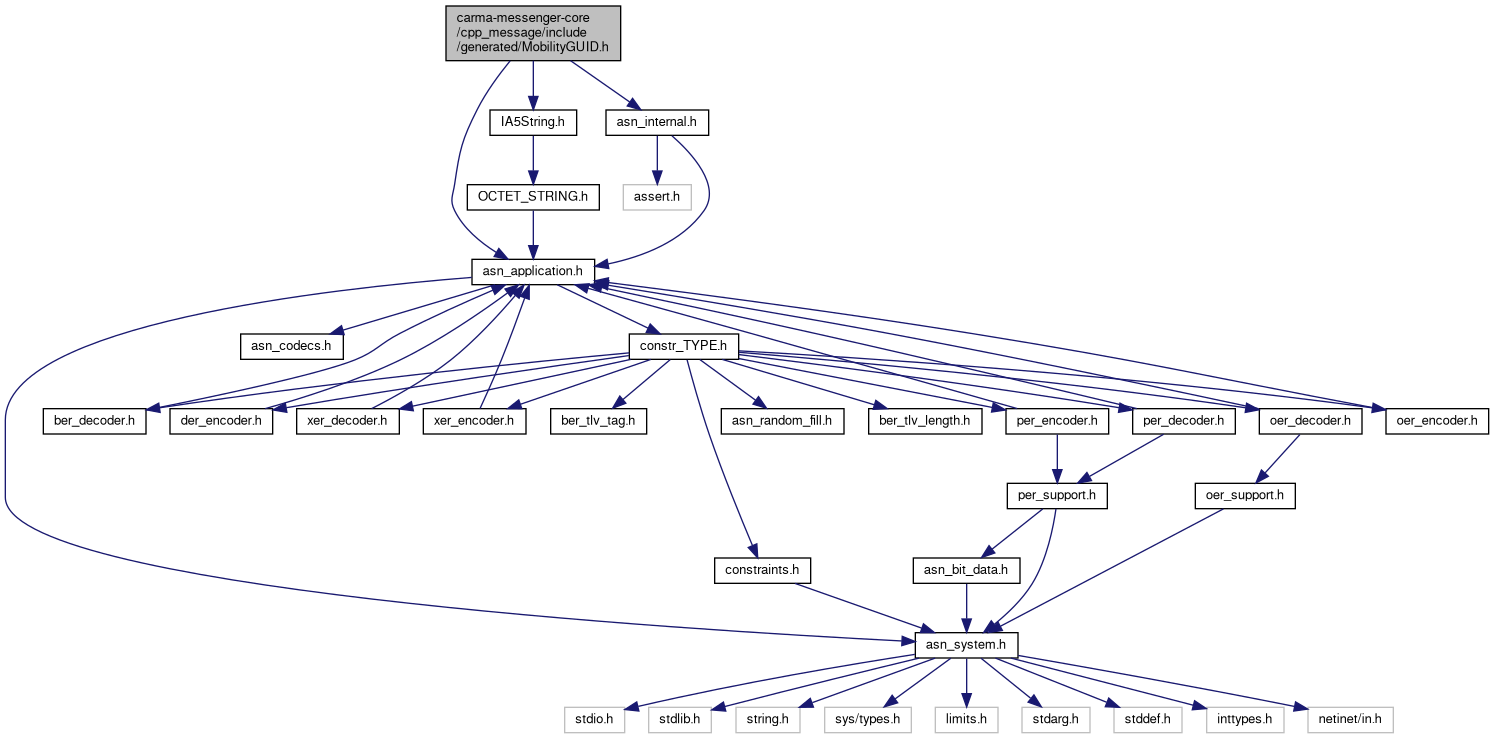 carma-messenger-core
/cpp_message/include
/generated/MobilityGUID.h
IA5String.h
asn_internal.h
OCTET_STRING.h
assert.h
asn_application.h
asn_codecs.h
constr_TYPE.h
ber_decoder.h
der_encoder.h
xer_decoder.h
xer_encoder.h
ber_tlv_tag.h
asn_random_fill.h
ber_tlv_length.h
per_encoder.h
per_decoder.h
oer_decoder.h
oer_encoder.h
per_support.h
oer_support.h
constraints.h
asn_bit_data.h
asn_system.h
stdio.h
stdlib.h
string.h
sys/types.h
limits.h
stdarg.h
stddef.h
inttypes.h
netinet/in.h